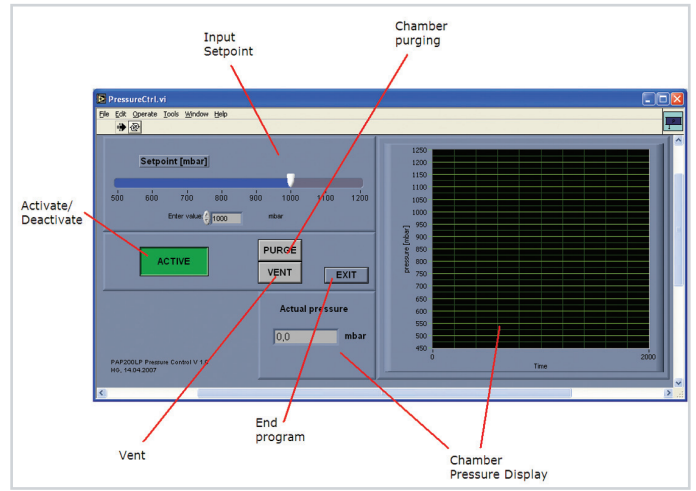 Input
Setpoint
Chamber
purging
PressureCtrl.vi
File Edit Operate Tools Window Help
Setpoint [mbar]
500 600 700 800 900 1000 1100 1200
Enter value 1000 mbar
Activate/
Deactivate
ACTIVE
PURGE
VENT
EXIT
Actual pressure
0,0 mbar
PAP200LP Pressure Control V 1.0
HG, 14.04.2007
pressure [mbar]
1250
1200
1150
1100
1050
1000
950
900
850
800
750
700
650
600
550
500
450
0 2000
Time
Vent
End
program
Chamber
Pressure Display